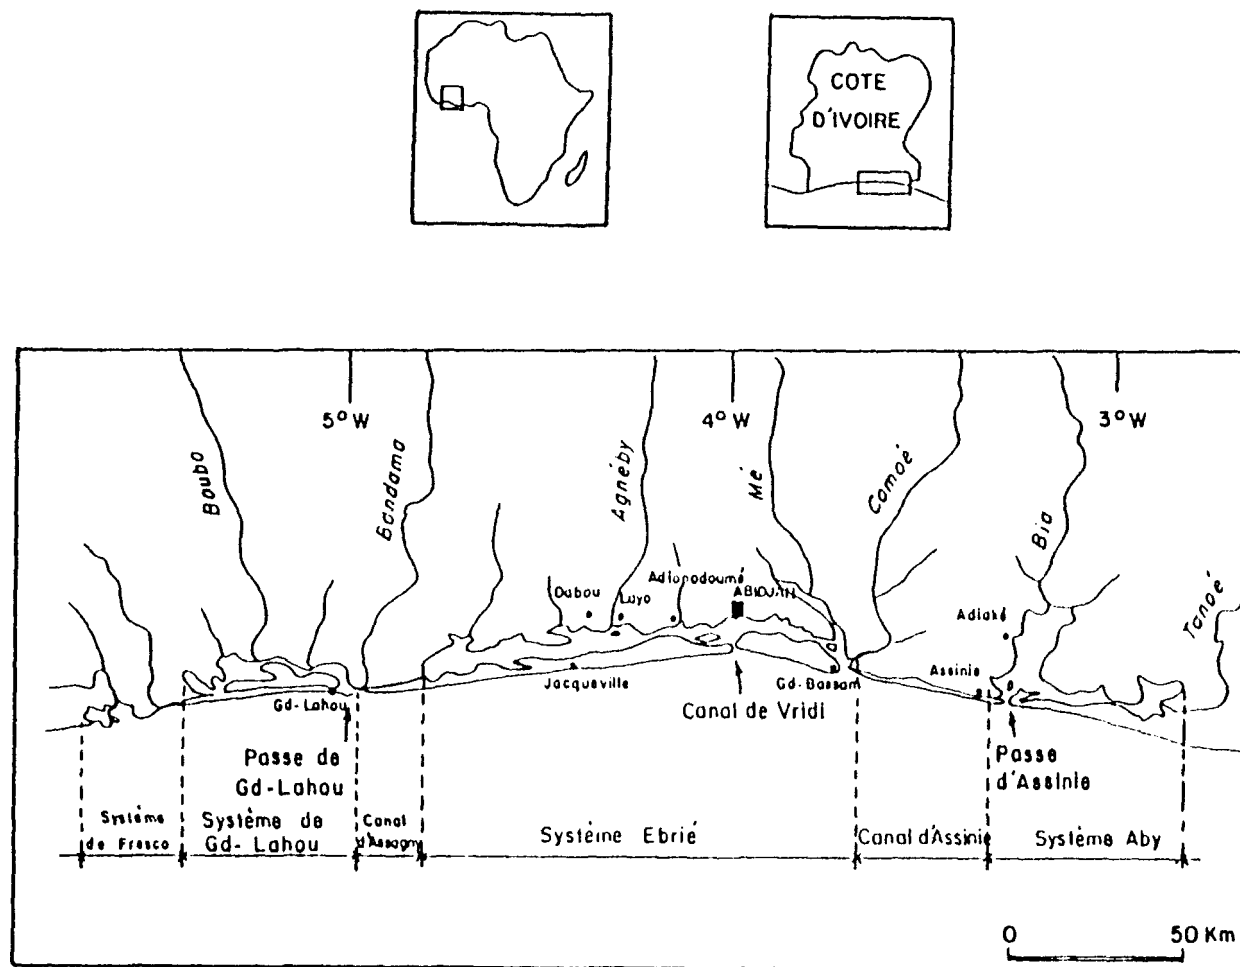 COTE
D'IVOIRE
5° W
4° W
3° W
Boubo
Bandama
Agnéby
Mé
Comoé
Bia
Tanoé
Dabou
Layo
Adiopodoumé
ABIDJAN
Adiaké
Gd-Lahou
Jacqueville
Gd-Bassam
Assinie
Canal de Vridi
Passe de
Gd-Lahou
Passe
d'Assinie
Système
de Fresco
Système de
Gd-Lahou
Canal
d'Assagny
Système Ebrié
Canal d'Assinie
Système Aby
0 50 Km